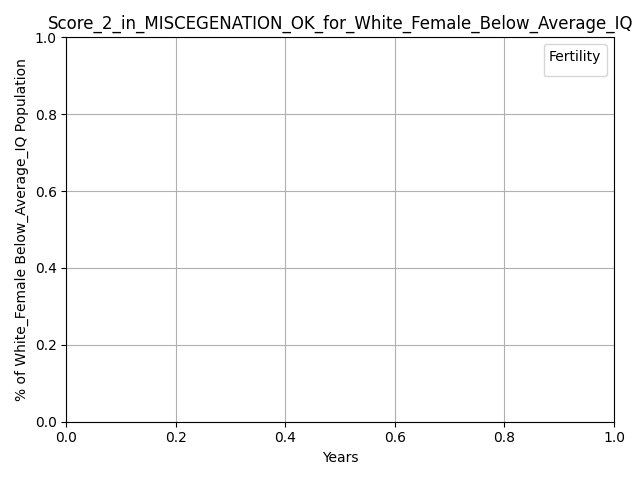 Score_2_in_MISCEGENATION_OK_for_White_Female_Below_Average_IQ
Fertility
% of White_Female Below_Average_IQ Population
1.0
0.8
0.6
0.4
0.2
0.0
0.0 0.2 0.4 0.6 0.8 1.0
Years